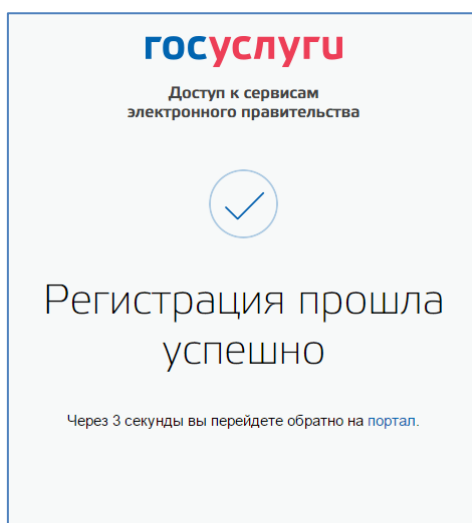 госуслуги
Доступ к сервисам
электронного правительства
Регистрация прошла
успешно
Через 3 секунды вы перейдете обратно на портал.